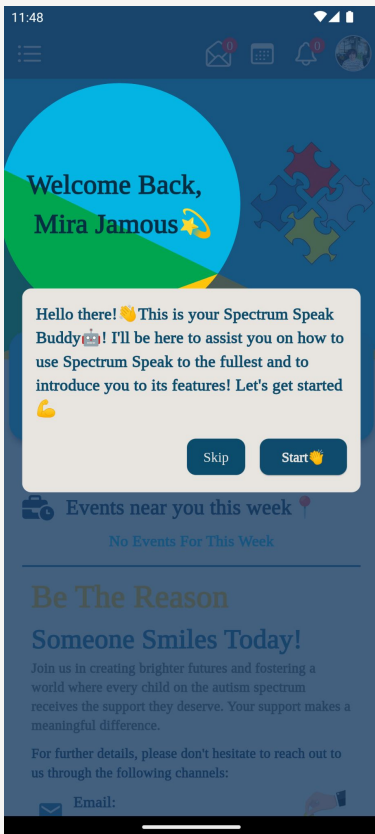 11:48
0
0
Welcome Back,
Mira Jamous💫
Hello there!👏This is your Spectrum Speak
Buddy🤖! I'll be here to assist you on how to
use Spectrum Speak to the fullest and to
introduce you to its features! Let's get started
💪
Skip
Start👏
Events near you this week📍
No Events For This Week
Be The Reason
Someone Smiles Today!
Join us in creating brighter futures and fostering a
world where every child on the autism spectrum
receives the support they deserve. Your support makes a
meaningful difference.
For further details, please don't hesitate to reach out to
us through the following channels:
Email: